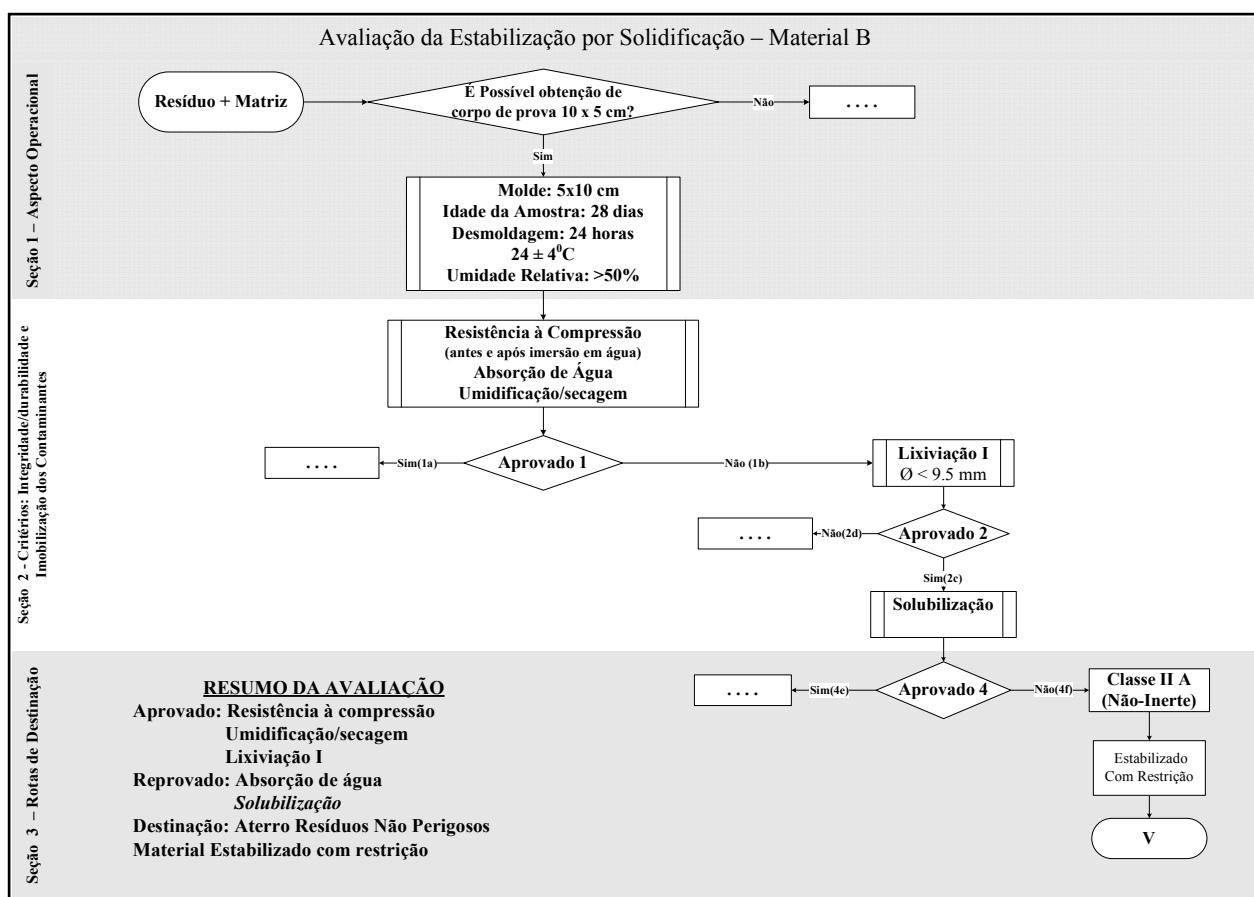 Avaliação da Estabilização por Solidificação – Material B
Seção 1 – Aspecto Operacional
Resíduo + Matriz
É Possível obtenção de
corpo de prova 10 x 5 cm?
Não
. . . .
Sim
Molde: 5x10 cm
Idade da Amostra: 28 dias
Desmoldagem: 24 horas
24 ± 4⁰C
Umidade Relativa: >50%
Seção 2 - Critérios: Integridade/durabilidade e
Imobilização dos Contaminantes
Resistência à Compressão
(antes e após imersão em água)
Absorção de Água
Umidificação/secagem
. . . .
Sim(1a)
Aprovado 1
Não (1b)
Lixiviação I
Ø < 9.5 mm
. . . .
Não(2d)
Aprovado 2
Sim(2c)
Solubilização
Seção 3 – Rotas de Destinação
. . . .
Sim(4e)
Aprovado 4
Não(4f)
Classe II A
(Não-Inerte)
Estabilizado
Com Restrição
V
RESUMO DA AVALIAÇÃO
Aprovado: Resistência à compressão
Umidificação/secagem
Lixiviação I
Reprovado: Absorção de água
Solubilização
Destinação: Aterro Resíduos Não Perigosos
Material Estabilizado com restrição